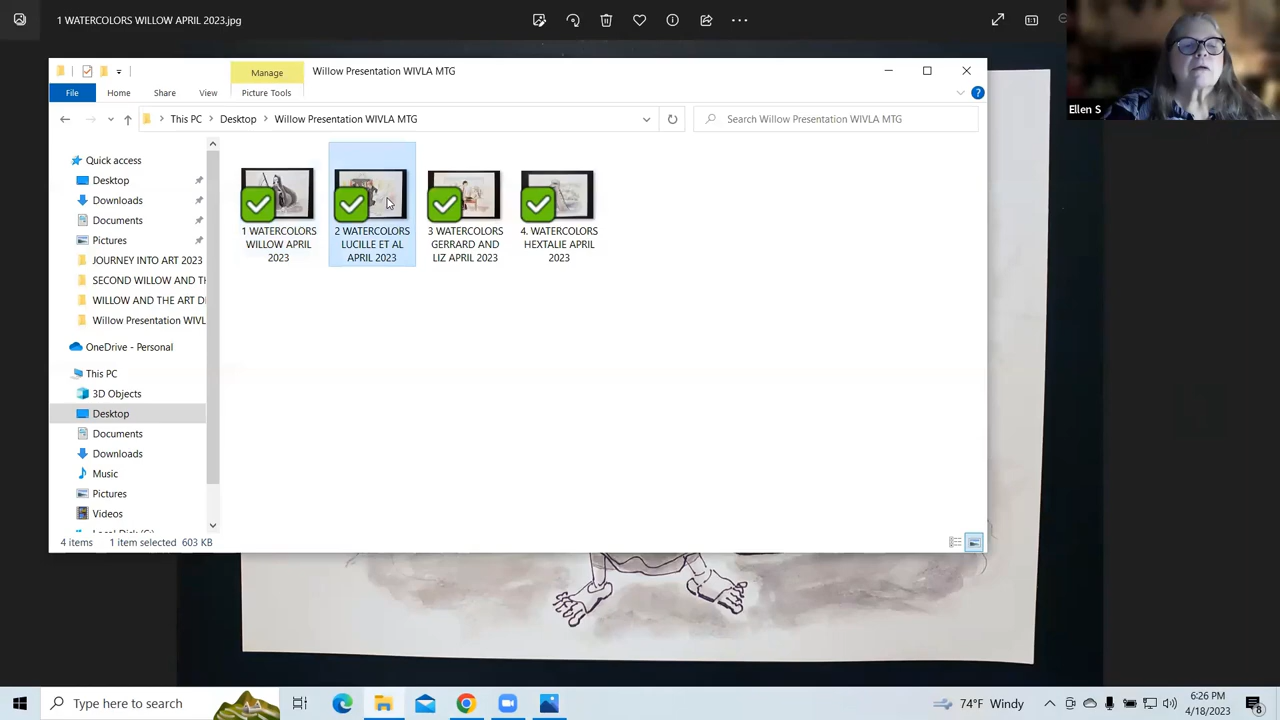 1 WATERCOLORS WILLOW APRIL 2023.jpg
1:1
Ellen S
Manage
Willow Presentation WIVLA MTG
File
Home
Share
View
Picture Tools
This PC
Desktop
Willow Presentation WIVLA MTG
Search Willow Presentation WIVLA MTG
Quick access
Desktop
Downloads
Documents
Pictures
JOURNEY INTO ART 2023
SECOND WILLOW AND TH
WILLOW AND THE ART DI
Willow Presentation WIVL
OneDrive - Personal
This PC
3D Objects
Desktop
Documents
Downloads
Music
Pictures
Videos
1 WATERCOLORS
WILLOW APRIL
2023
2 WATERCOLORS
LUCILLE ET AL
APRIL 2023
3 WATERCOLORS
GERRARD AND
LIZ APRIL 2023
4. WATERCOLORS
HEXTALIE APRIL
2023
4 items
1 item selected 603 KB
Type here to search
74°F Windy
6:26 PM
4/18/2023
8